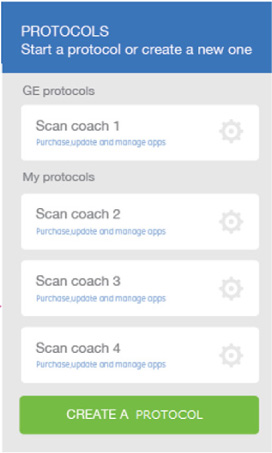 PROTOCOLS
Start a protocol or create a new one
GE protocols
Scan coach 1
Purchase,update and manage apps
My protocols
Scan coach 2
Purchase,update and manage apps
Scan coach 3
Purchase,update and manage apps
Scan coach 4
Purchase,update and manage apps
CREATE A PROTOCOL